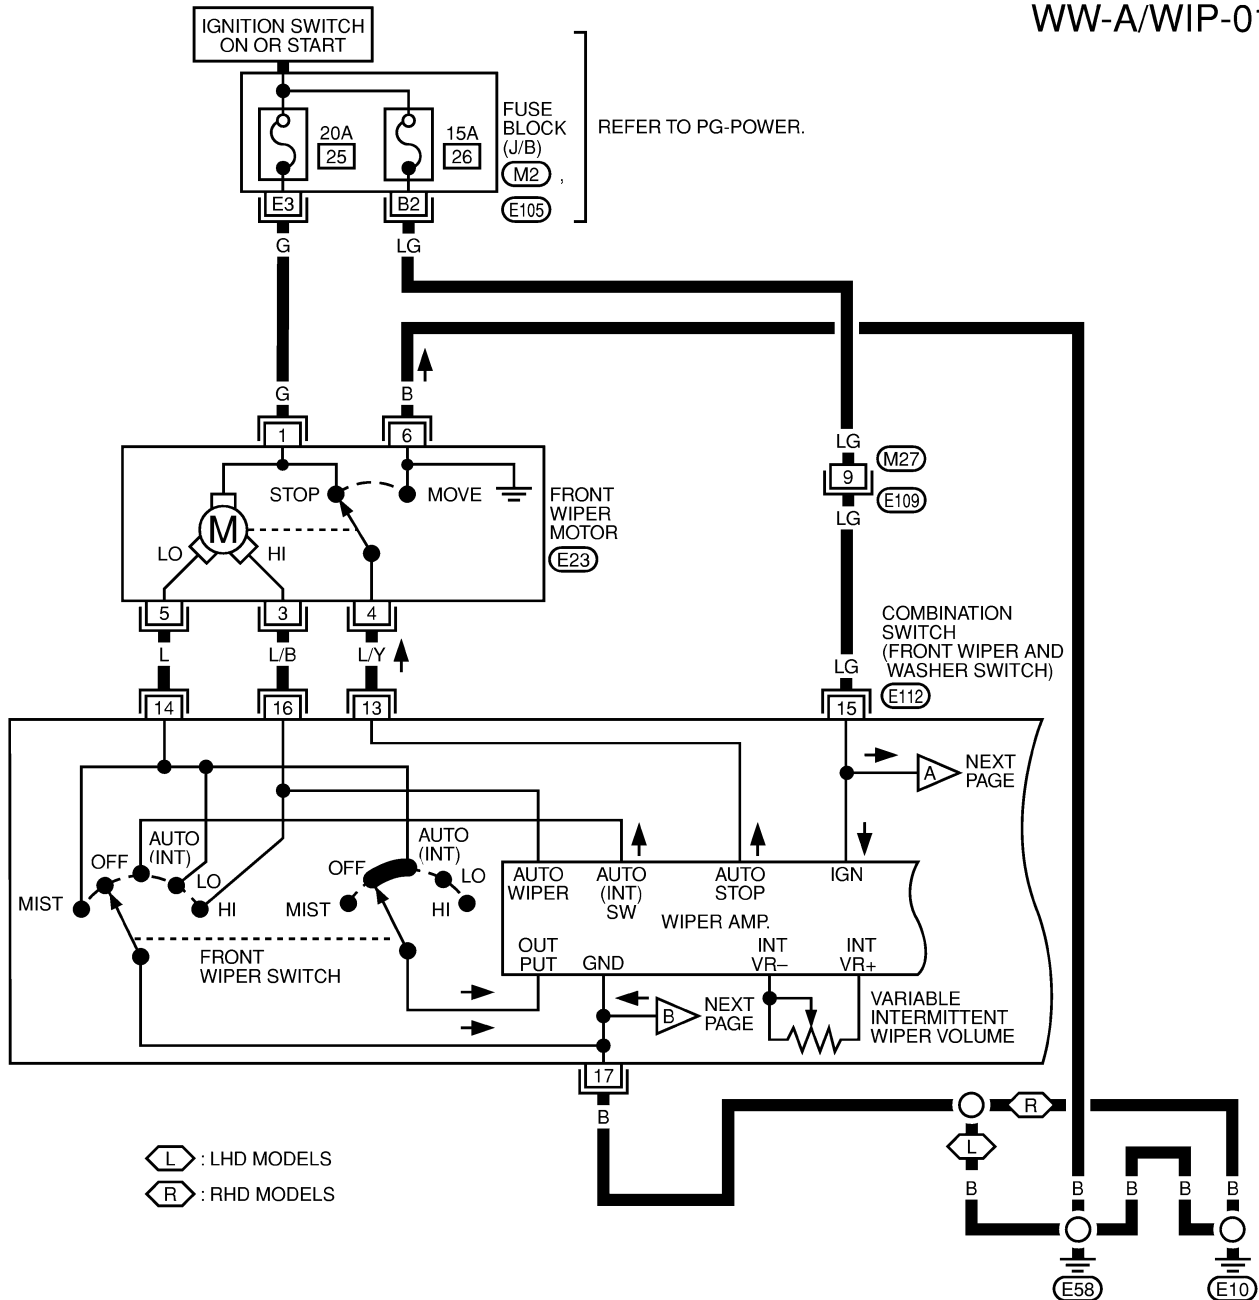 WW-A/WIP-01
IGNITION SWITCH
ON OR START
20A
25
15A
26
FUSE
BLOCK
(J/B)
M2 ,
E105
REFER TO PG-POWER.
E3
B2
G
LG
G
B
1
6
LG
M27
9
E109
LG
STOP
MOVE
M
LO
HI
FRONT
WIPER
MOTOR
E23
5
3
4
L
L/B
L/Y
COMBINATION
SWITCH
(FRONT WIPER AND
WASHER SWITCH)
E112
LG
14
16
13
15
A
NEXT
PAGE
MIST
OFF
AUTO
(INT)
LO
HI
MIST
OFF
AUTO
(INT)
LO
HI
FRONT
WIPER SWITCH
AUTO
WIPER
AUTO
(INT)
SW
AUTO
STOP
IGN
WIPER AMP.
OUT
PUT
GND
INT
VR–
INT
VR+
B
NEXT
PAGE
VARIABLE
INTERMITTENT
WIPER VOLUME
17
B
R
L
L : LHD MODELS
R : RHD MODELS
B
B
B
B
B
E58
E10